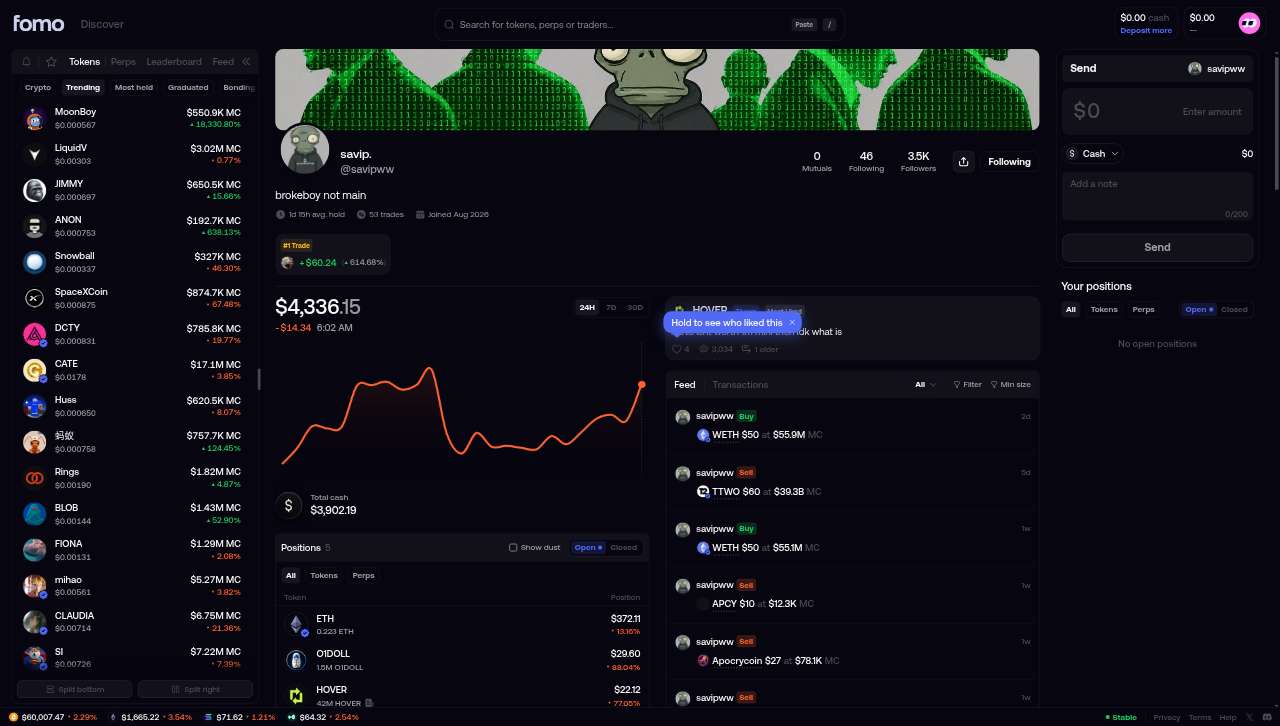 fomo Discover
Search for tokens, perps or traders... Paste /
$0.00 cash
Deposit more
$0.00
—
Tokens Perps Leaderboard Feed
Crypto Trending Most held Graduated Bonding
MoonBoy $550.9K MC
$0.000567 18,330.80%
LiquidV $3.02M MC
$0.00303 0.77%
JIMMY $650.5K MC
$0.000697 15.66%
ANON $192.7K MC
$0.000753 638.13%
Snowball $327K MC
$0.000337 46.30%
SpaceXCoin $874.7K MC
$0.000875 67.48%
DCTY $785.8K MC
$0.000831 19.77%
CATE $17.1M MC
$0.0178 3.85%
Huss $620.5K MC
$0.000650 8.07%
蚂蚁 $757.7K MC
$0.000758 124.45%
Rings $1.82M MC
$0.00190 4.87%
BLOB $1.43M MC
$0.00144 52.90%
FIONA $1.29M MC
$0.00131 2.08%
mihao $5.27M MC
$0.00561 3.82%
CLAUDIA $6.75M MC
$0.00714 21.36%
SI $7.22M MC
$0.00726 7.39%
Split bottom Split right
savip.
@savipww
0 Mutuals
46 Following
3.5K Followers
Following
brokeboy not main
1d 15h avg. hold 53 trades Joined Aug 2026
#1 Trade
+$60.24 614.68%
$4,336.15
-$14.34 6:02 AM
24H 7D 30D
Total cash
$3,902.19
Positions 5 Show dust Open Closed
All Tokens Perps
Token Position
ETH $372.11
0.223 ETH 13.16%
O1DOLL $29.60
1.5M O1DOLL 88.04%
HOVER $22.12
42M HOVER 77.05%
HOVER
Hold to see who liked this ×
idk what is
4 3,034 1 older
Feed Transactions All Filter Min size
savipww Buy 2d
WETH $50 at $55.9M MC
savipww Sell 5d
TTWO $60 at $39.3B MC
savipww Buy 1w
WETH $50 at $55.1M MC
savipww Sell 1w
APCY $10 at $12.3K MC
savipww Sell 1w
Apocrycoin $27 at $78.1K MC
savipww Sell 1w
Send savipww
$0 Enter amount
$ Cash $0
Add a note
0/200
Send
Your positions
All Tokens Perps Open Closed
No open positions
$60,007.47 2.29% $1,665.22 3.54% $71.62 1.21% $64.32 2.54%
Stable Privacy Terms Help